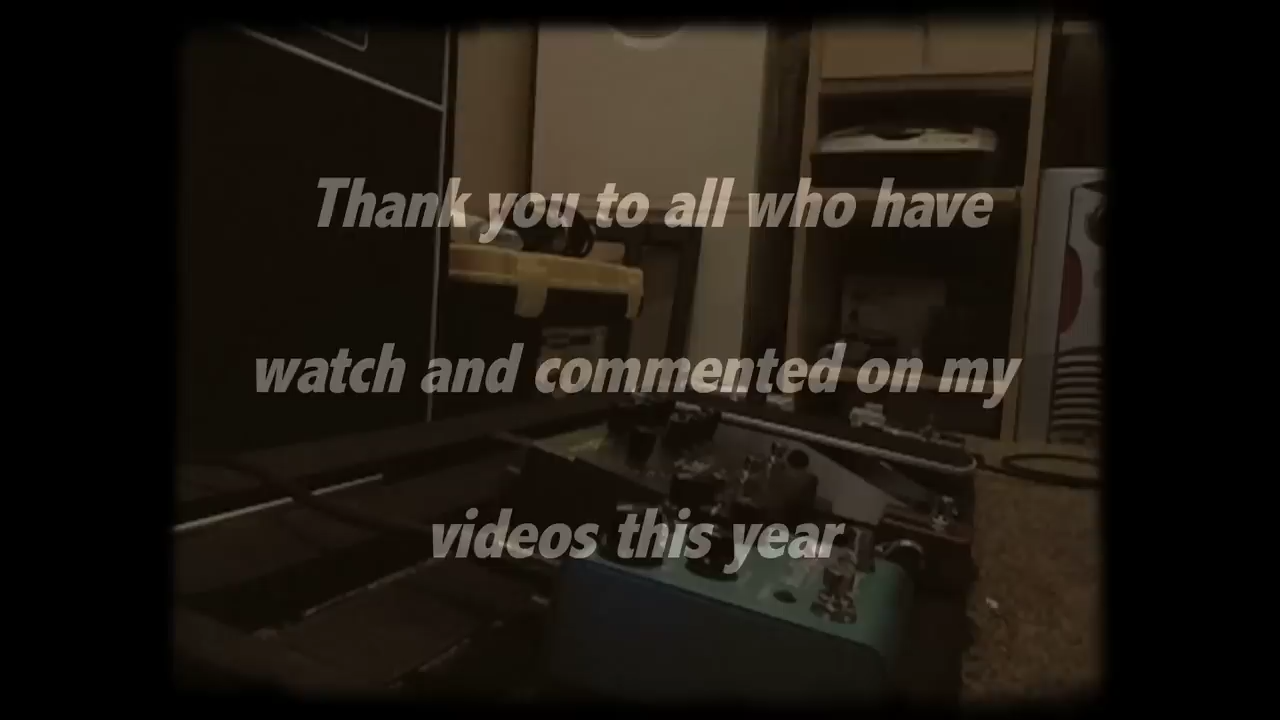 Thank you to all who have
watch and commented on my
videos this year